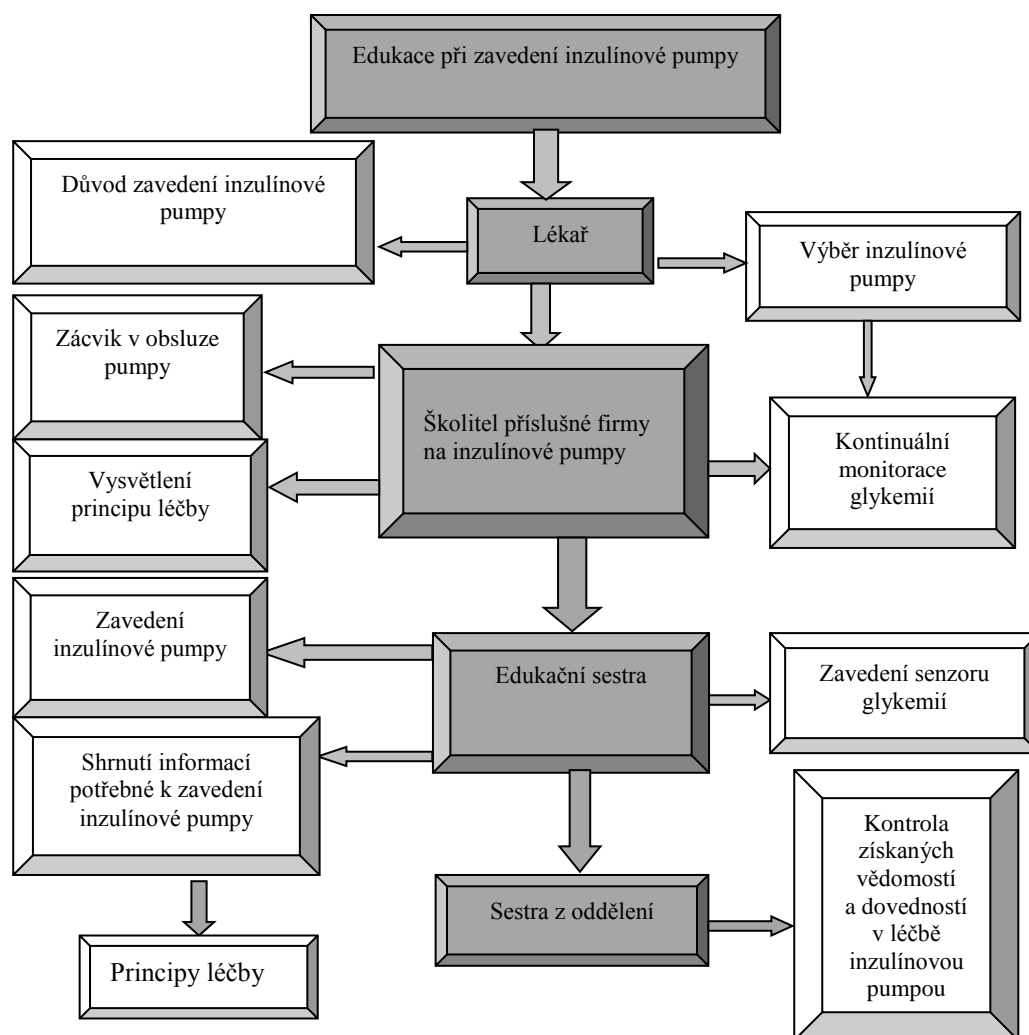 Edukace při zavedení inzulínové pumpy
Důvod zavedení inzulínové
pumpy
Lékař
Výběr inzulínové
pumpy
Zácvik v obsluze
pumpy
Školitel příslušné firmy
na inzulínové pumpy
Kontinuální
monitorace
glykemií
Vysvětlení
principu léčby
Zavedení
inzulínové pumpy
Edukační sestra
Zavedení senzoru
glykemií
Shrnutí informací
potřebné k zavedení
inzulínové pumpy
Kontrola
získaných
vědomostí
a dovedností
v léčbě
inzulínovou
pumpou
Sestra z oddělení
Principy léčby